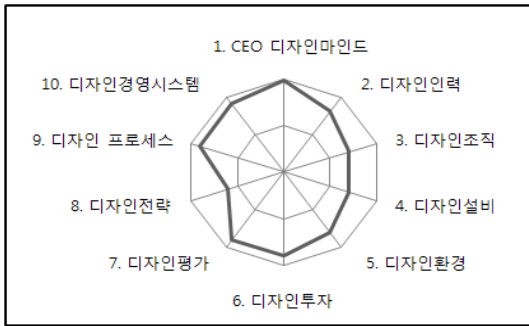 1. CEO 디자인마인드
2. 디자인인력
3. 디자인조직
4. 디자인설비
5. 디자인환경
6. 디자인투자
7. 디자인평가
8. 디자인전략
9. 디자인 프로세스
10. 디자인경영시스템